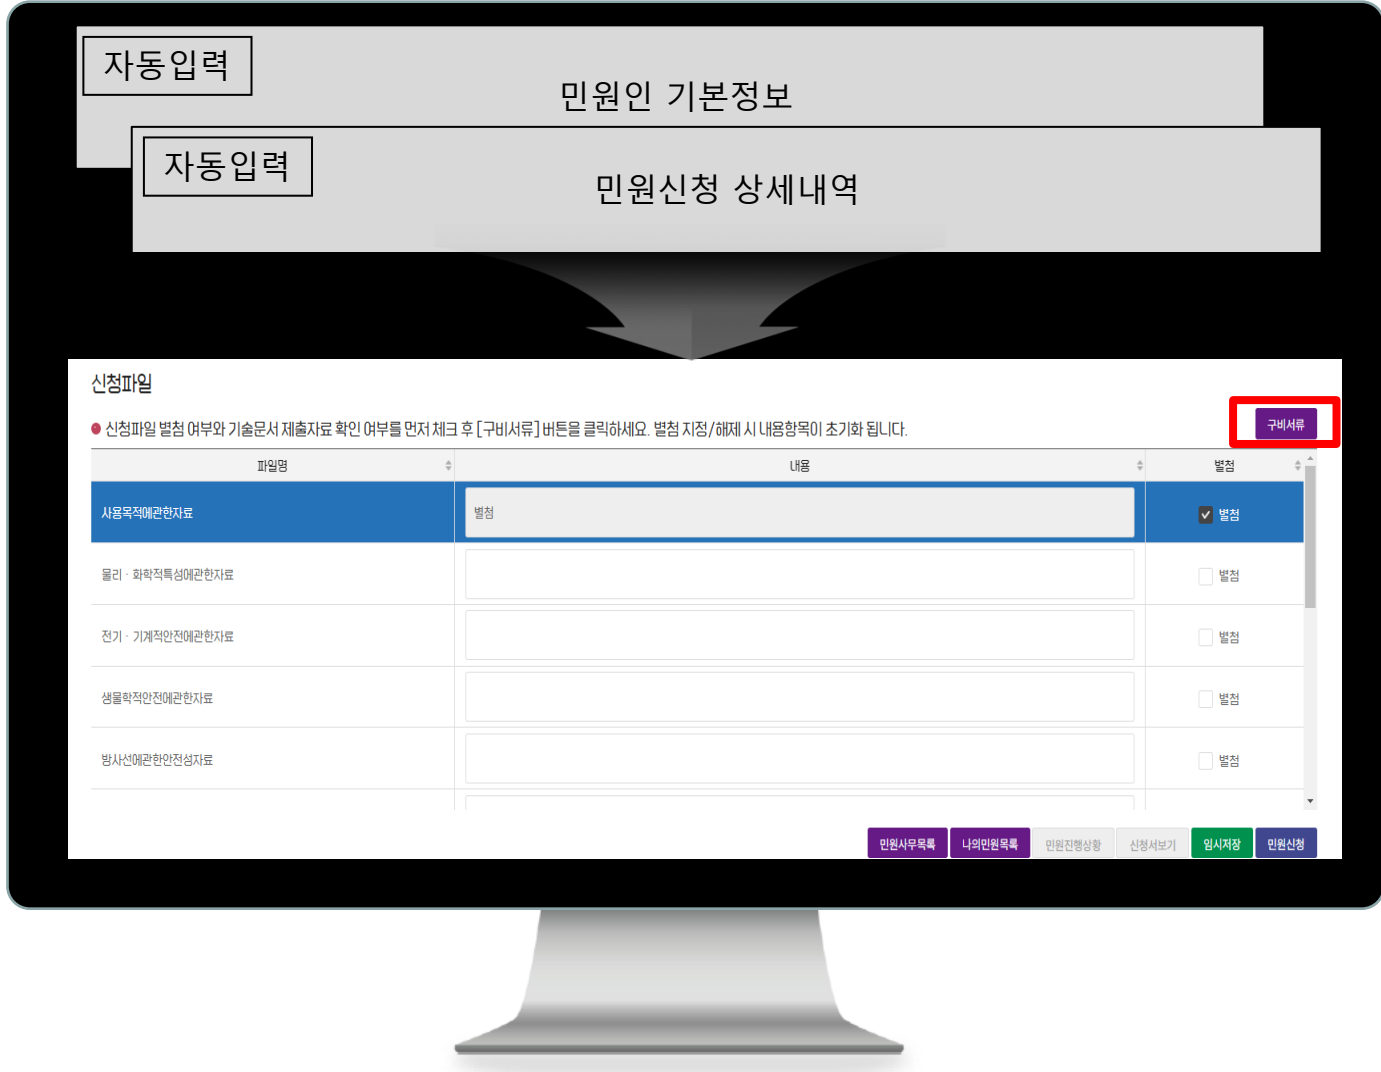 자동입력
민원인 기본정보
자동입력
민원신청 상세내역
신청파일
신청파일 별첨 여부와 기술문서 제출자료 확인 여부를 먼저 체크 후 [구비서류] 버튼을 클릭하세요. 별첨 지정/해제 시 내용항목이 초기화 됩니다.
구비서류
파일명 내용 별첨
사용목적에관한자료 별첨 별첨
물리 · 화학적특성에관한자료 별첨
전기 · 기계적안전에관한자료 별첨
생물학적안전에관한자료 별첨
방사선에관한안전성자료 별첨
민원사무목록 나의민원목록 민원진행상황 신청서보기 임시저장 민원신청